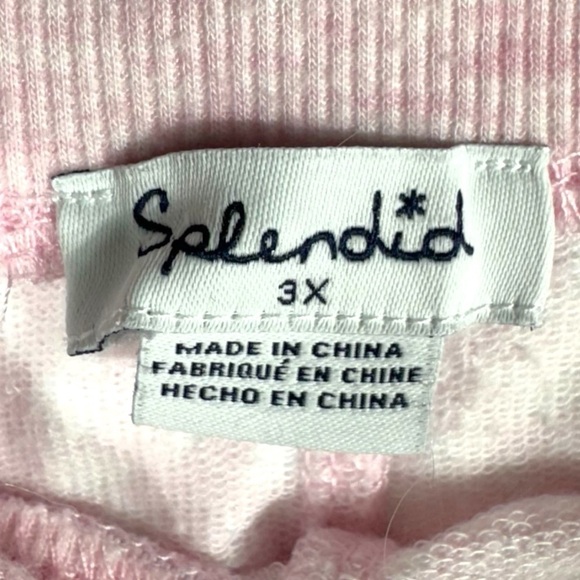 Splendid*
3X
MADE IN CHINA
FABRIQUÉ EN CHINE
HECHO EN CHINA